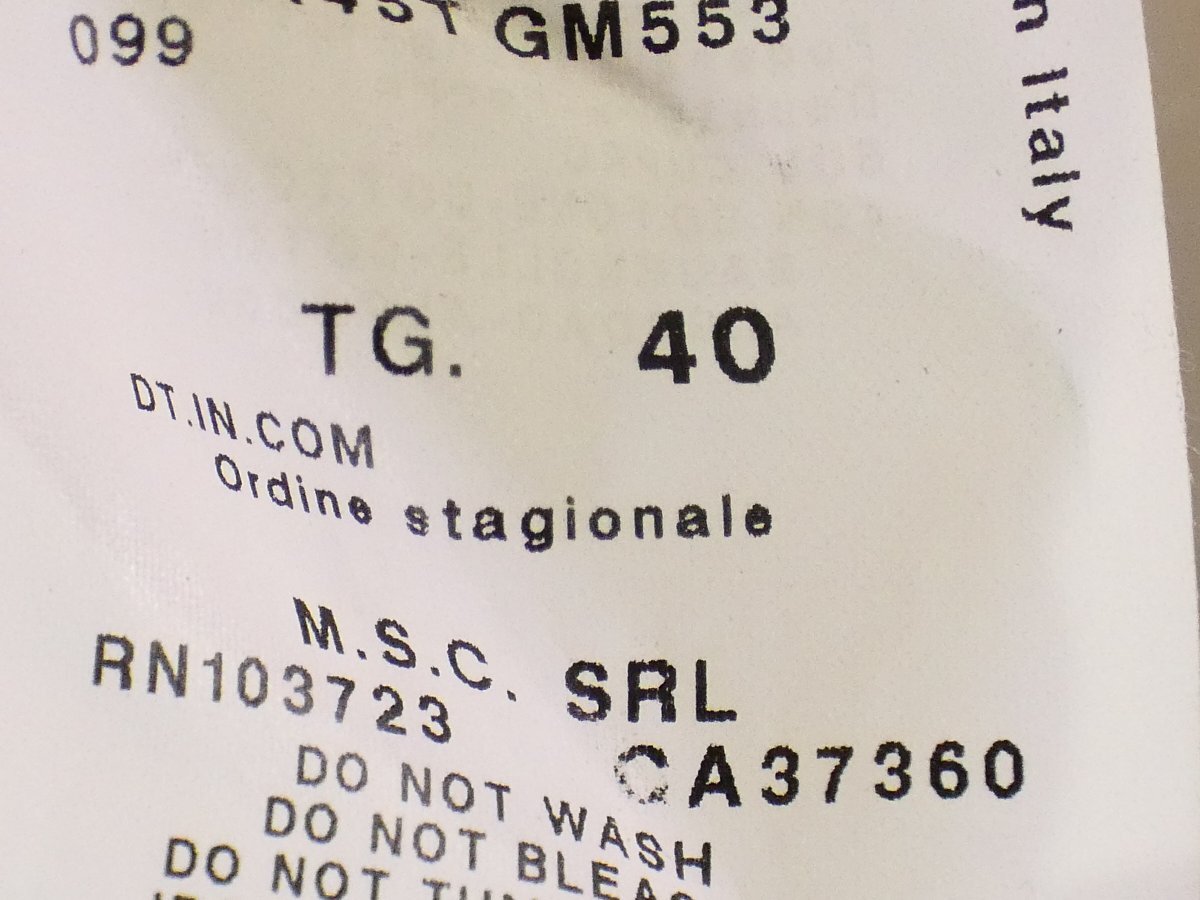 099 GM553
Italy
TG. 40
DT.IN.COM
Ordine stagionale
M.S.C. SRL
RN103723 CA37360
DO NOT WASH
DO NOT
DO NOT